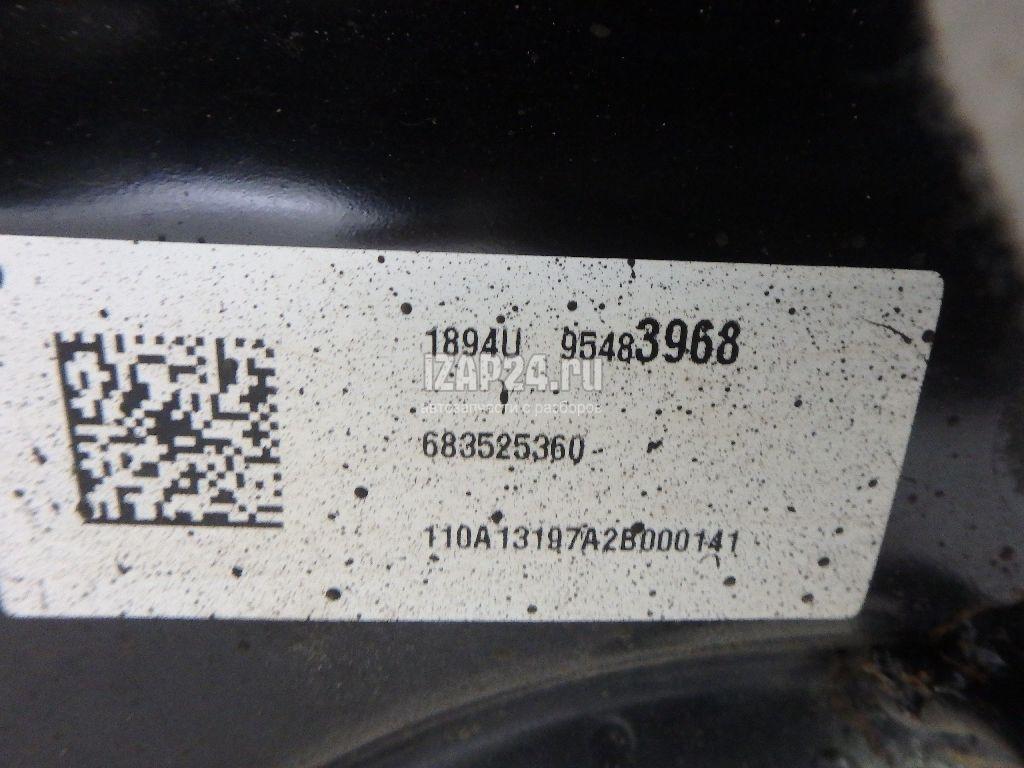 1894U 95483968
IZAP24.ru
автозапчасти с разборов
683525360
110A13197A2B000141